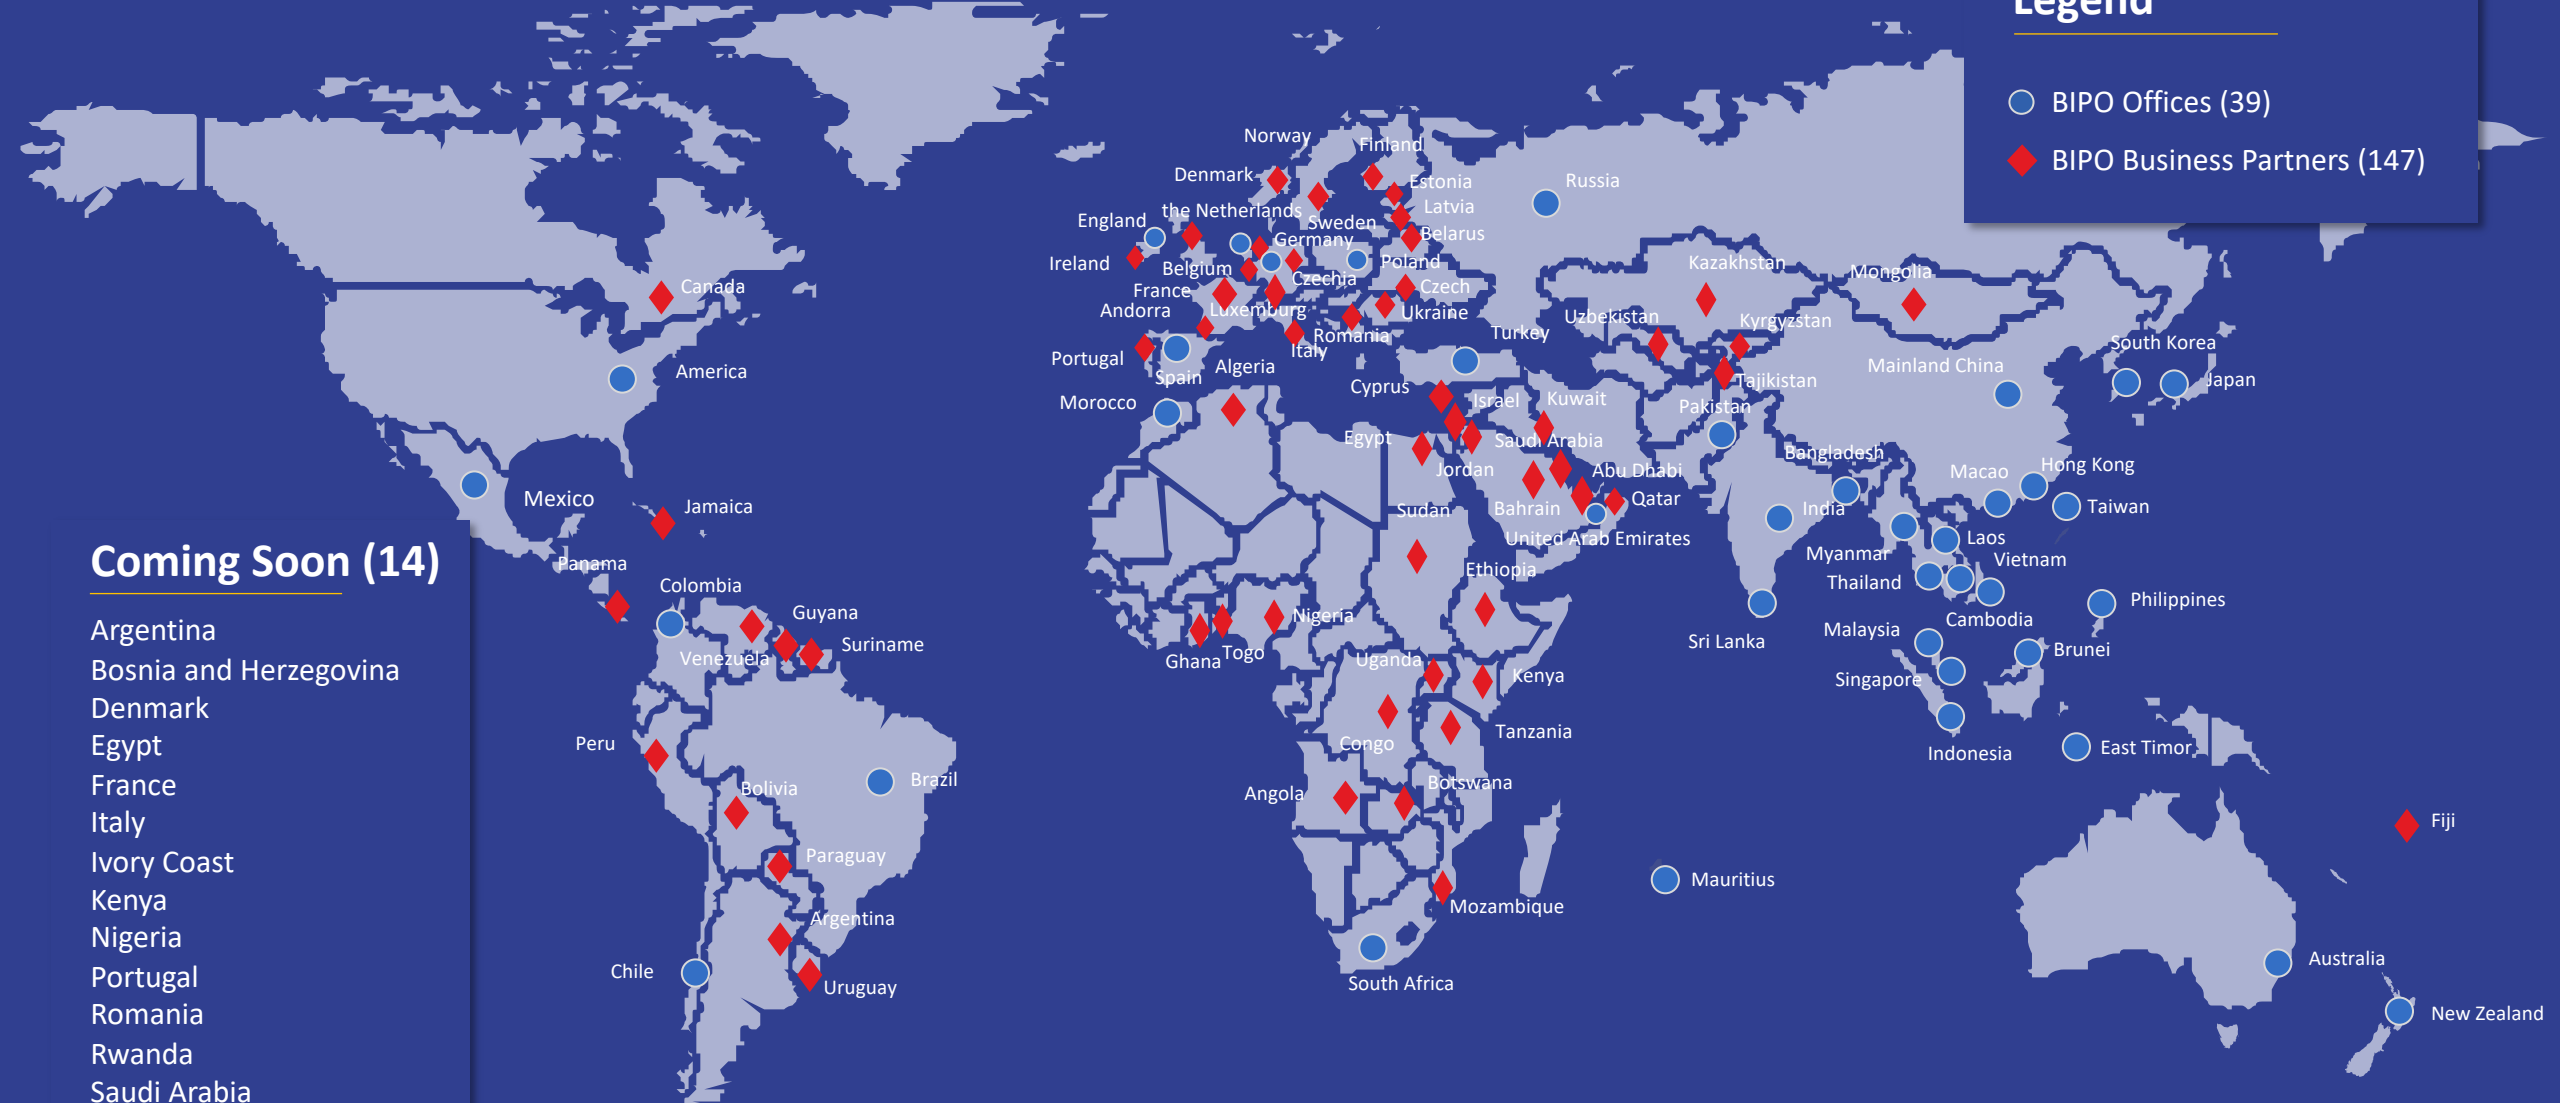 Legend
BIPO Offices (39)
BIPO Business Partners (147)
Norway
Finland
Denmark
Estonia
Russia
the Netherlands
Latvia
England
Sweden
Belarus
Germany
Ireland
Belgium
Poland
Kazakhstan
Mongolia
Canada
France
Czechia
Czech
Andorra
Luxemburg
Ukraine
Uzbekistan
Kyrgyzstan
Romania
Turkey
South Korea
Portugal
Italy
Mainland China
America
Spain
Algeria
Cyprus
Tajikistan
Japan
Morocco
Israel
Kuwait
Pakistan
Egypt
Saudi Arabia
Bangladesh
Jordan
Abu Dhabi
Macao
Hong Kong
Mexico
Jamaica
Sudan
Bahrain
Qatar
India
Taiwan
United Arab Emirates
Laos
Myanmar
Vietnam
Panama
Colombia
Ethiopia
Thailand
Guyana
Nigeria
Philippines
Cambodia
Venezuela
Suriname
Ghana
Togo
Uganda
Kenya
Sri Lanka
Malaysia
Brunei
Singapore
Peru
Congo
Tanzania
Indonesia
East Timor
Bolivia
Brazil
Angola
Botswana
Fiji
Paraguay
Mauritius
Argentina
Mozambique
Chile
Uruguay
South Africa
Australia
New Zealand
Coming Soon (14)
Argentina
Bosnia and Herzegovina
Denmark
Egypt
France
Italy
Ivory Coast
Kenya
Nigeria
Portugal
Romania
Rwanda
Saudi Arabia